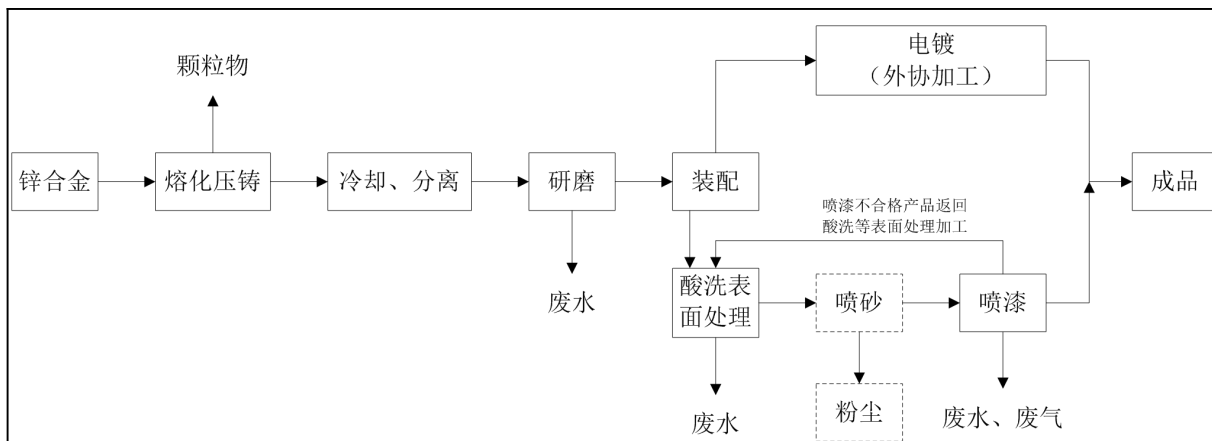 电镀
（外协加工）
颗粒物
锌合金
熔化压铸
冷却、分离
研磨
装配
成品
喷漆不合格产品返回
酸洗等表面处理加工
废水
酸洗表
面处理
喷砂
喷漆
废水
粉尘
废水、废气